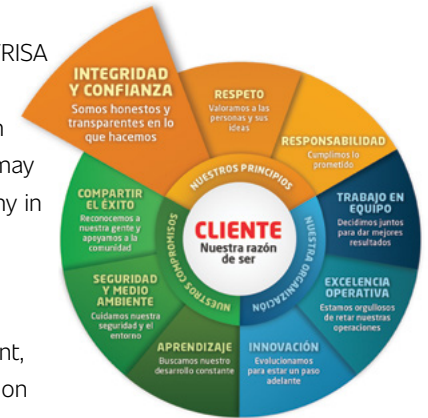 RISA
n
may
ny in
nt,
on
INTEGRIDAD
Y CONFIANZA
Somos honestos y
transparentes en lo
que hacemos
RESPETO
Valoramos a las
personas y sus
ideas
RESPONSABILIDAD
Cumplimos lo
prometido
TRABAJO EN
EQUIPO
Decidimos juntos
para dar mejores
resultados
EXCELENCIA
OPERATIVA
Estamos orgullosos
de retar nuestras
operaciones
INNOVACIÓN
Evolucionamos
para estar un paso
adelante
APRENDIZAJE
Buscamos nuestro
desarrollo constante
SEGURIDAD
Y MEDIO
AMBIENTE
Cuidamos nuestra
seguridad y el
entorno
COMPARTIR
EL ÉXITO
Reconocemos a
nuestra gente y
apoyamos a la
comunidad
NUESTROS PRINCIPIOS
NUESTRA ORGANIZACIÓN
NUESTROS COMPROMISOS
CLIENTE
Nuestra razón
de ser